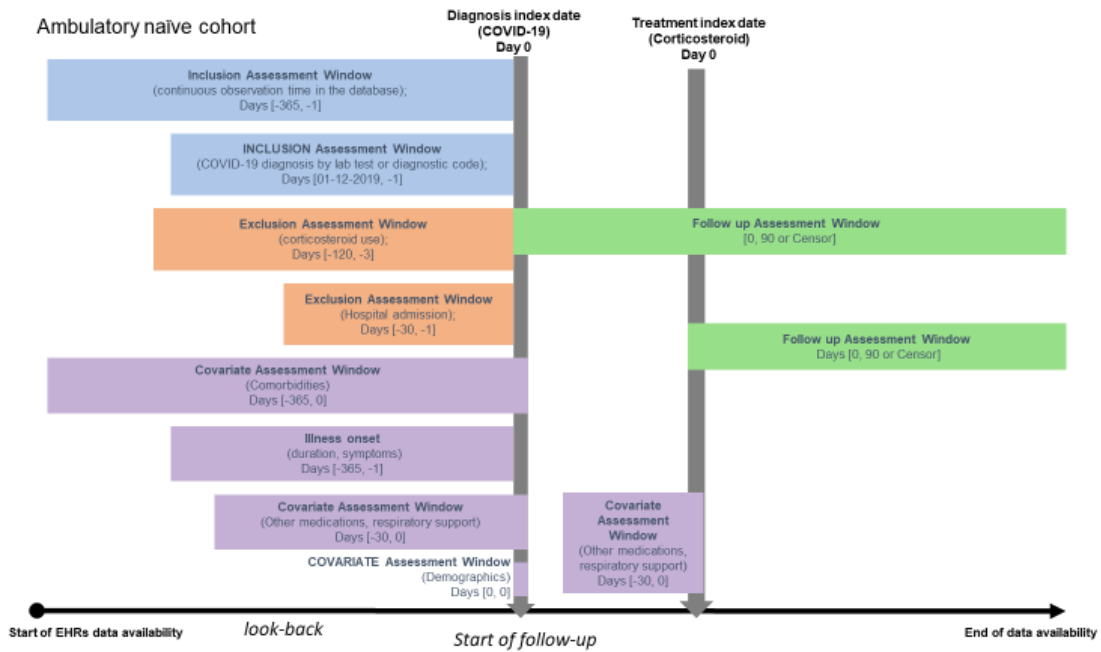 Ambulatory naïve cohort
Diagnosis index date
(COVID-19)
Day 0
Treatment index date
(Corticosteroid)
Day 0
Inclusion Assessment Window
(continuous observation time in the database);
Days [-365, -1]
INCLUSION Assessment Window
(COVID-19 diagnosis by lab test or diagnostic code);
Days [01-12-2019, -1]
Exclusion Assessment Window
(corticosteroid use);
Days [-120, -3]
Follow up Assessment Window
[0, 90 or Censor]
Exclusion Assessment Window
(Hospital admission);
Days [-30, -1]
Follow up Assessment Window
Days [0, 90 or Censor]
Covariate Assessment Window
(Comorbidities)
Days [-365, 0]
Illness onset
(duration, symptoms)
Days [-365, -1]
Covariate Assessment Window
(Other medications, respiratory support)
Days [-30, 0]
Covariate
Assessment
Window
(Other medications,
respiratory support)
Days [-30, 0]
COVARIATE Assessment Window
(Demographics)
Days [0, 0]
Start of EHRs data availability
look-back
Start of follow-up
End of data availability